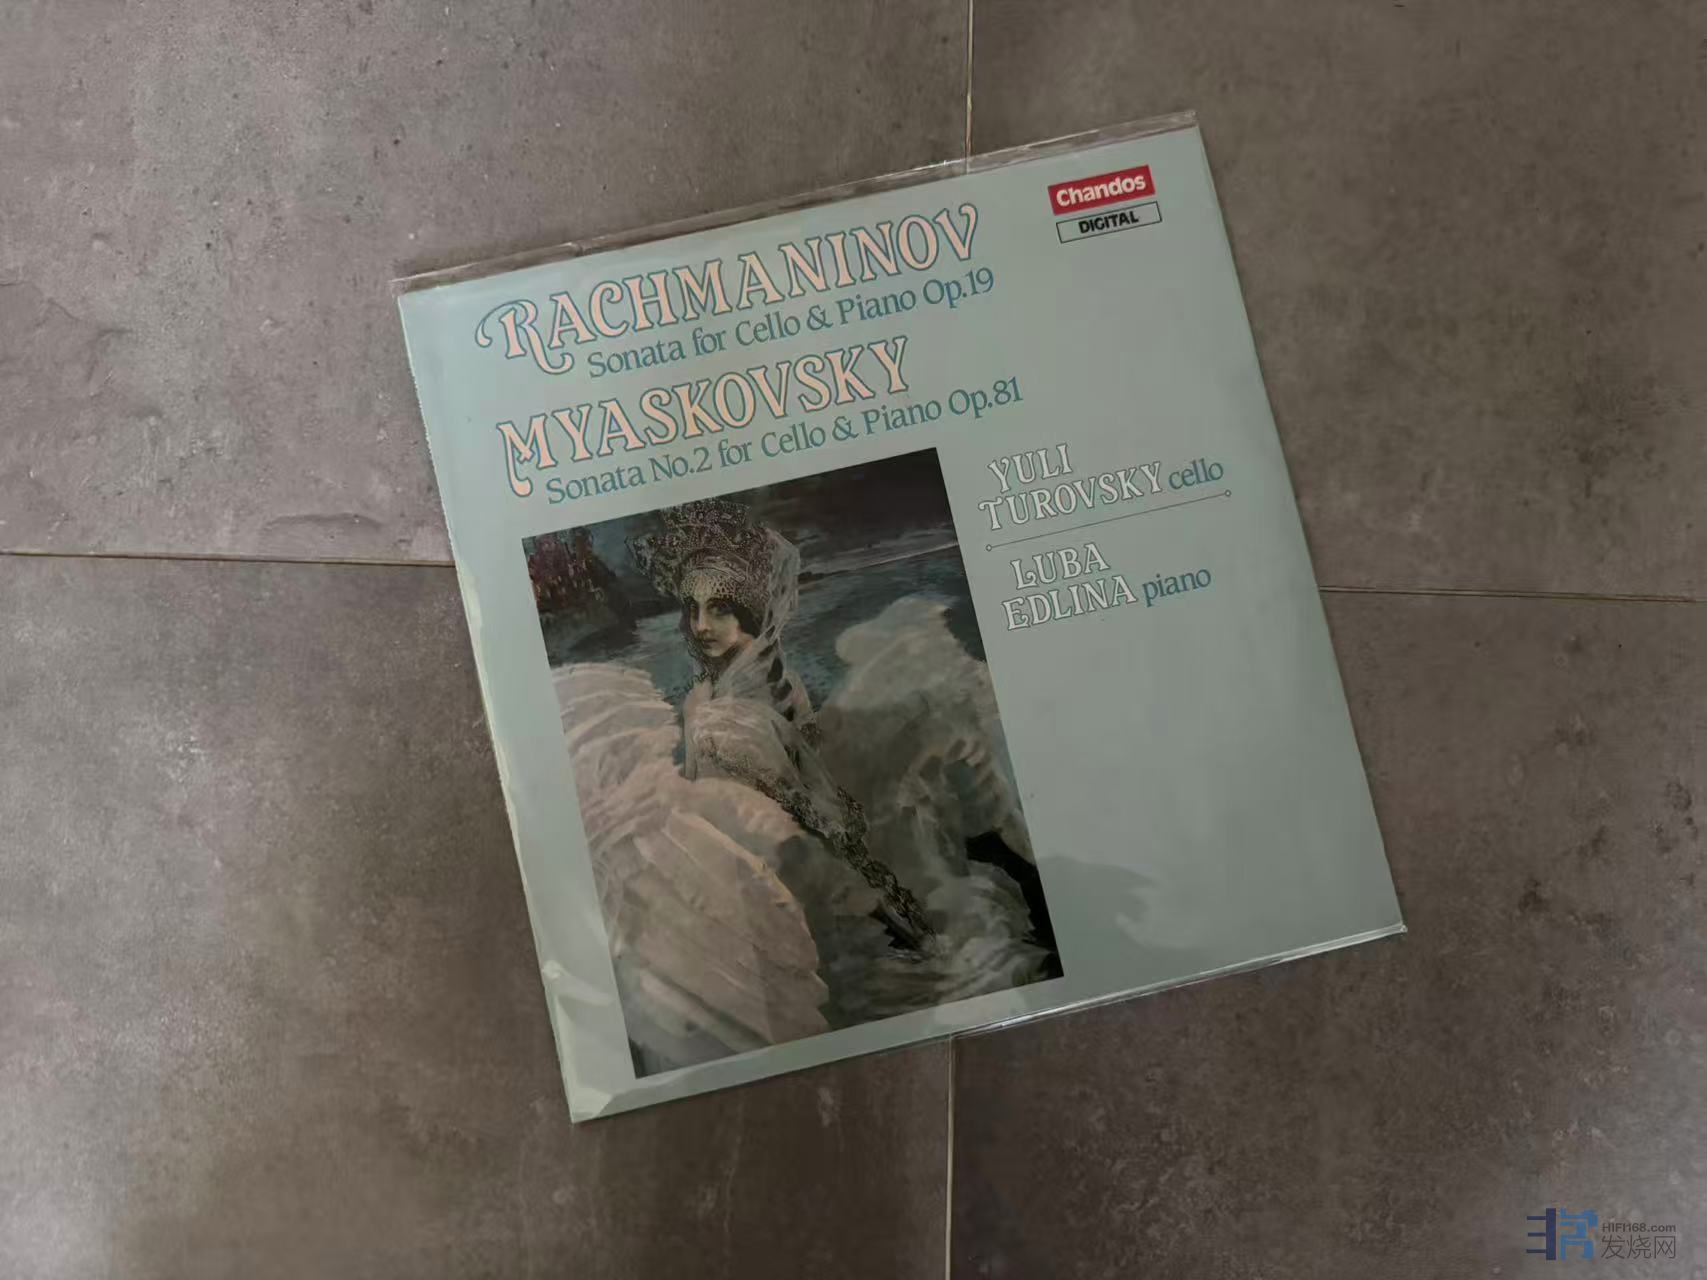 Chandos
DIGITAL
RACHMANINOV
Sonata for Cello & Piano Op.19
MYASKOVSKY
Sonata No.2 for Cello & Piano Op.81
YULI
TUROVSKY cello
LUBA
EDLINA piano
HIFI168.com
发烧网